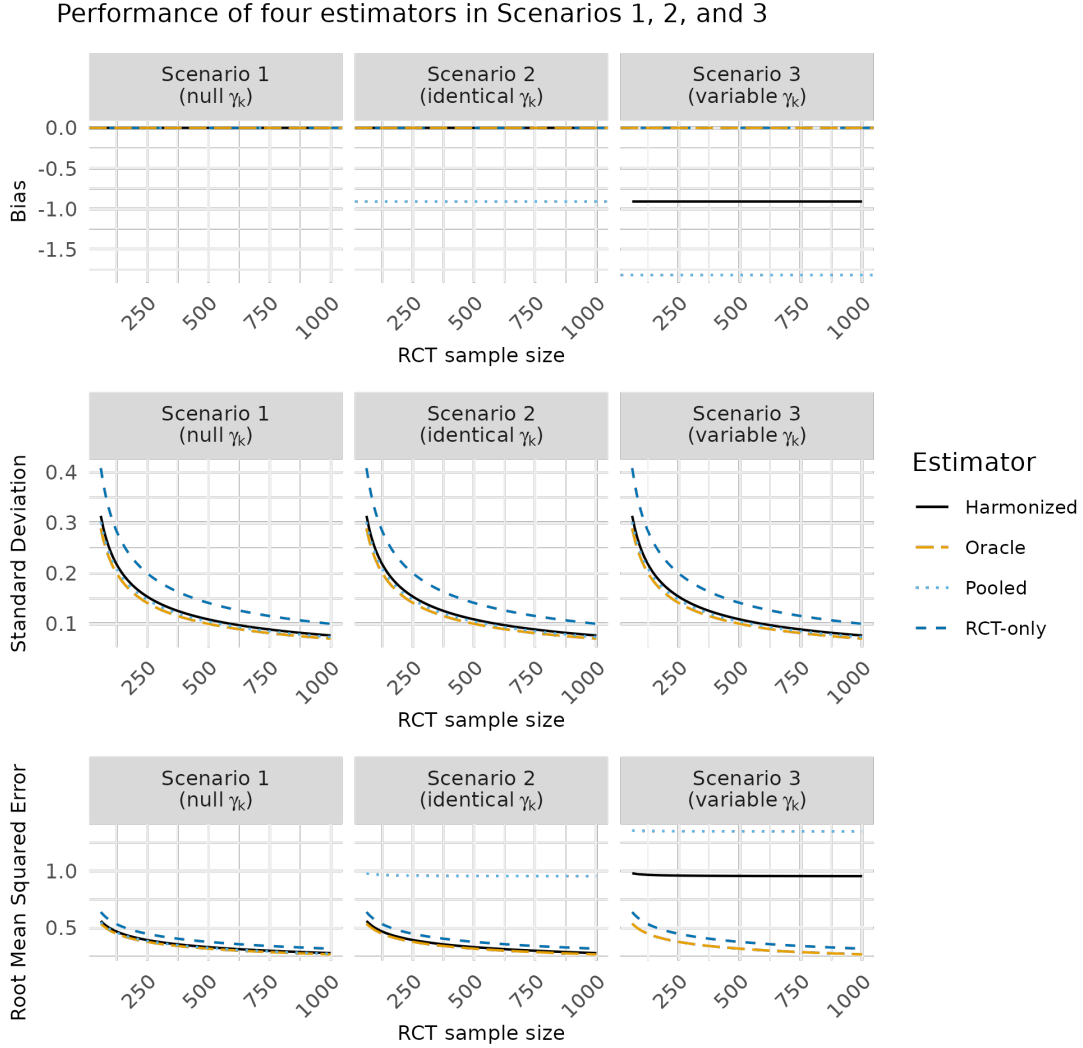 Performance of four estimators in Scenarios 1, 2, and 3
Scenario 1
(null γk)
Scenario 2
(identical γk)
Scenario 3
(variable γk)
Bias
0.0
-0.5
-1.0
-1.5
250 500 750 1000
250 500 750 1000
250 500 750 1000
RCT sample size
Scenario 1
(null γk)
Scenario 2
(identical γk)
Scenario 3
(variable γk)
Standard Deviation
0.4
0.3
0.2
0.1
250 500 750 1000
250 500 750 1000
250 500 750 1000
RCT sample size
Scenario 1
(null γk)
Scenario 2
(identical γk)
Scenario 3
(variable γk)
Root Mean Squared Error
1.0
0.5
250 500 750 1000
250 500 750 1000
250 500 750 1000
RCT sample size
Estimator
Harmonized
Oracle
Pooled
RCT-only